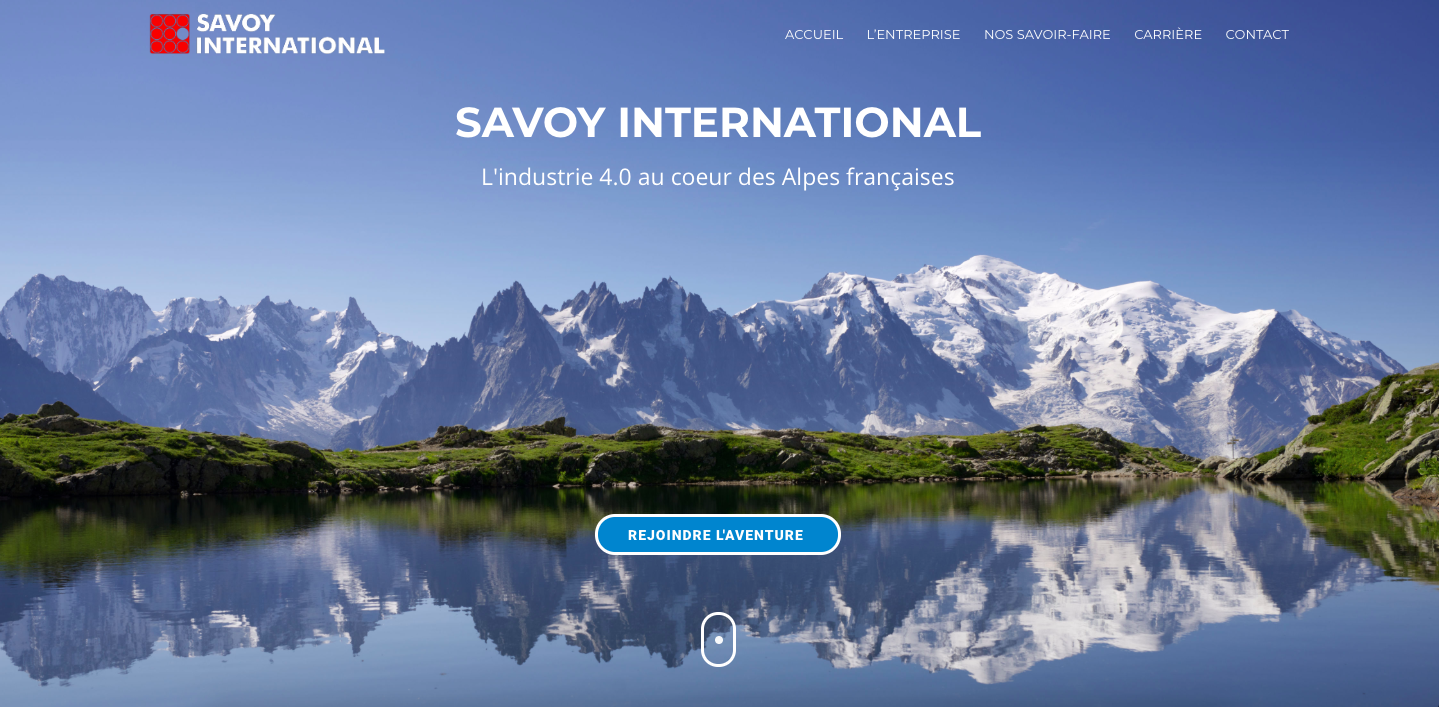 SAVOY
INTERNATIONAL
ACCUEIL L'ENTREPRISE NOS SAVOIR-FAIRE CARRIÈRE CONTACT
SAVOY INTERNATIONAL
L'industrie 4.0 au coeur des Alpes françaises
REJOINDRE L'AVENTURE